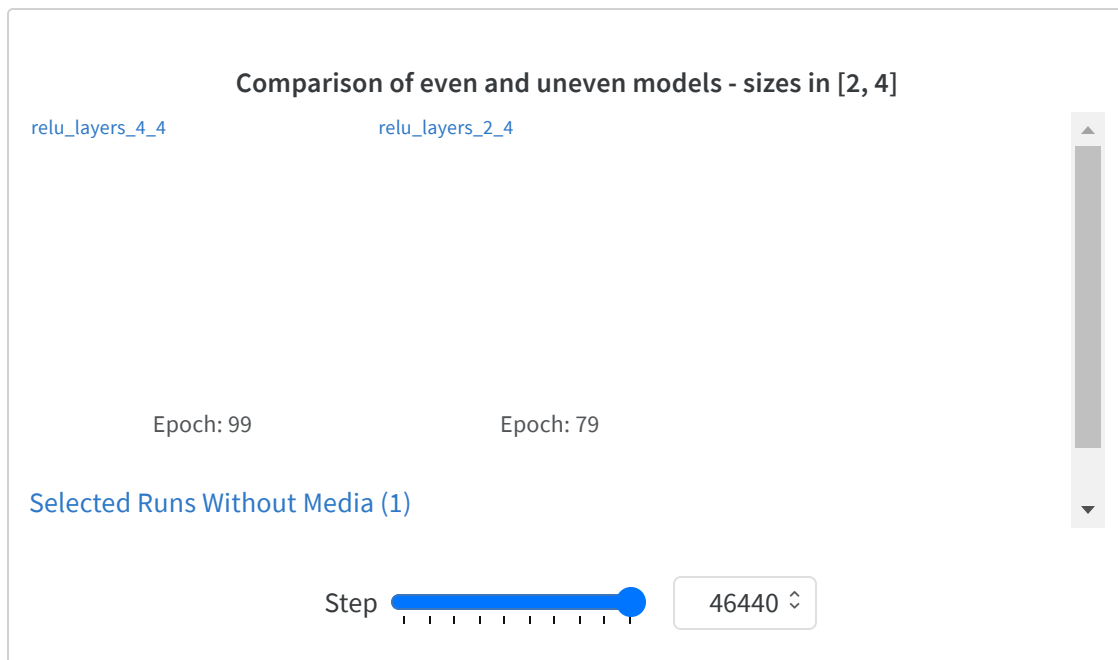 Comparison of even and uneven models - sizes in [2, 4]
relu_layers_4_4 relu_layers_2_4
Epoch: 99 Epoch: 79
Selected Runs Without Media (1)
Step 46440